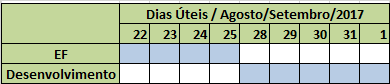 Dias Úteis / Agosto/Setembro/2017
22 23 24 25 28 29 30 31 1
EF
Desenvolvimento